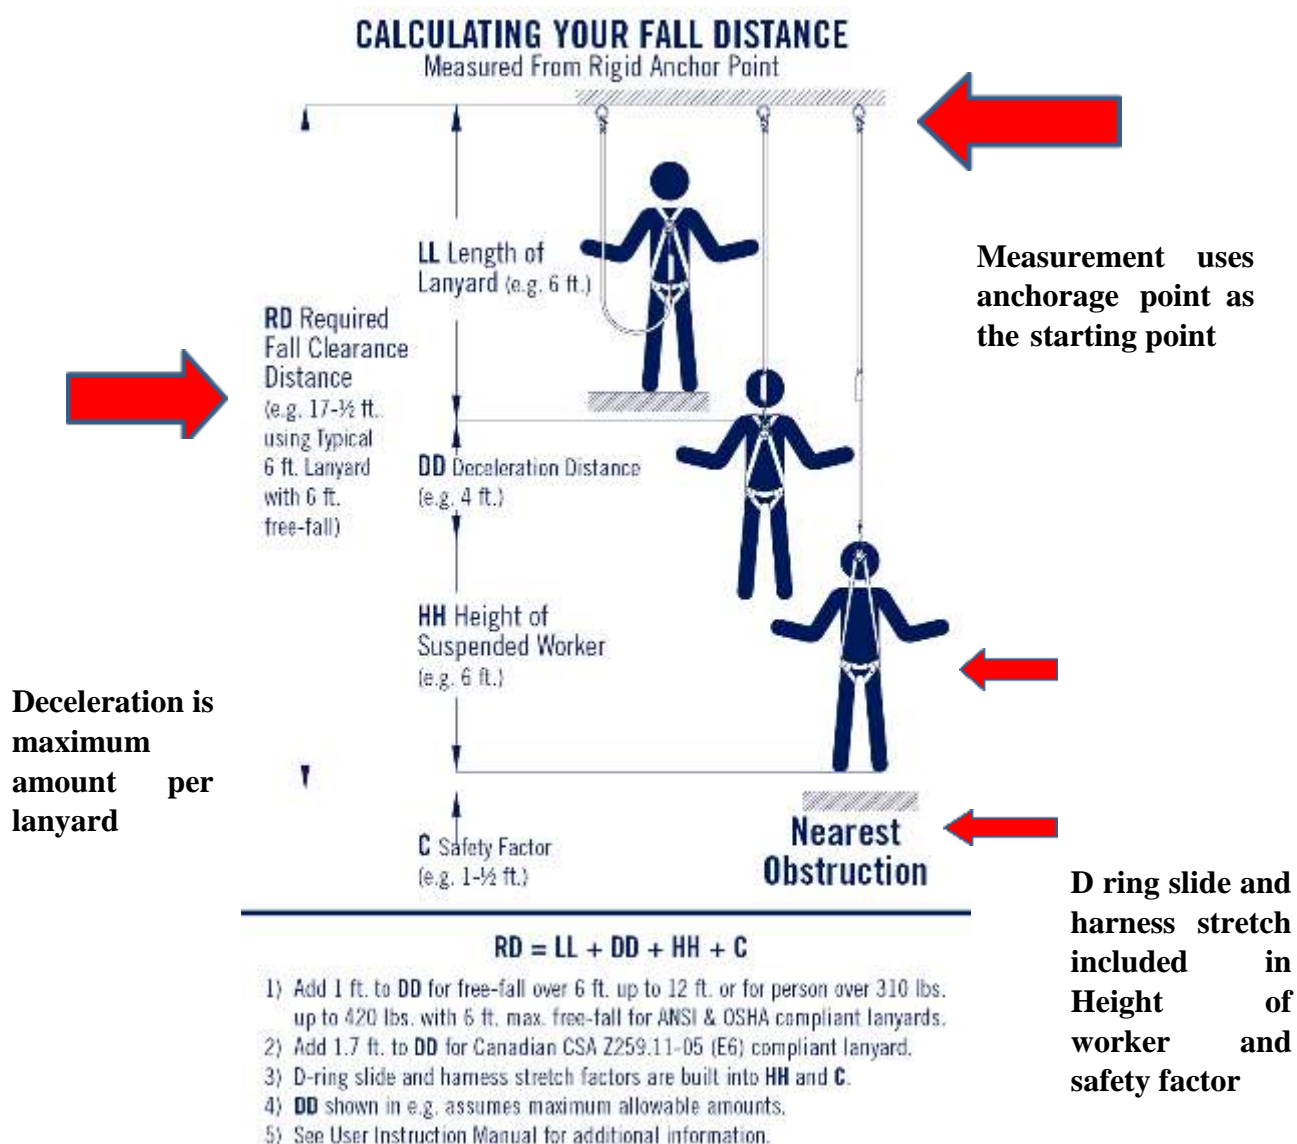 CALCULATING YOUR FALL DISTANCE
Measured From Rigid Anchor Point
LL Length of
Lanyard (e.g. 6 ft.)
RD Required
Fall Clearance
Distance
(e.g. 17-½ ft.
using Typical
6 ft. Lanyard
with 6 ft.
free-fall)
DD Deceleration Distance
(e.g. 4 ft.)
HH Height of
Suspended Worker
(e.g. 6 ft.)
C Safety Factor
(e.g. 1-½ ft.)
Nearest
Obstruction
Measurement uses
anchorage point as
the starting point
Deceleration is
maximum
amount per
lanyard
D ring slide and
harness stretch
included in
Height of
worker and
safety factor
RD = LL + DD + HH + C
1) Add 1 ft. to DD for free-fall over 6 ft. up to 12 ft. or for person over 310 lbs.
up to 420 lbs. with 6 ft. max. free-fall for ANSI & OSHA compliant lanyards.
2) Add 1.7 ft. to DD for Canadian CSA Z259.11-05 (E6) compliant lanyard.
3) D-ring slide and harness stretch factors are built into HH and C.
4) DD shown in e.g. assumes maximum allowable amounts.
5) See User Instruction Manual for additional information.